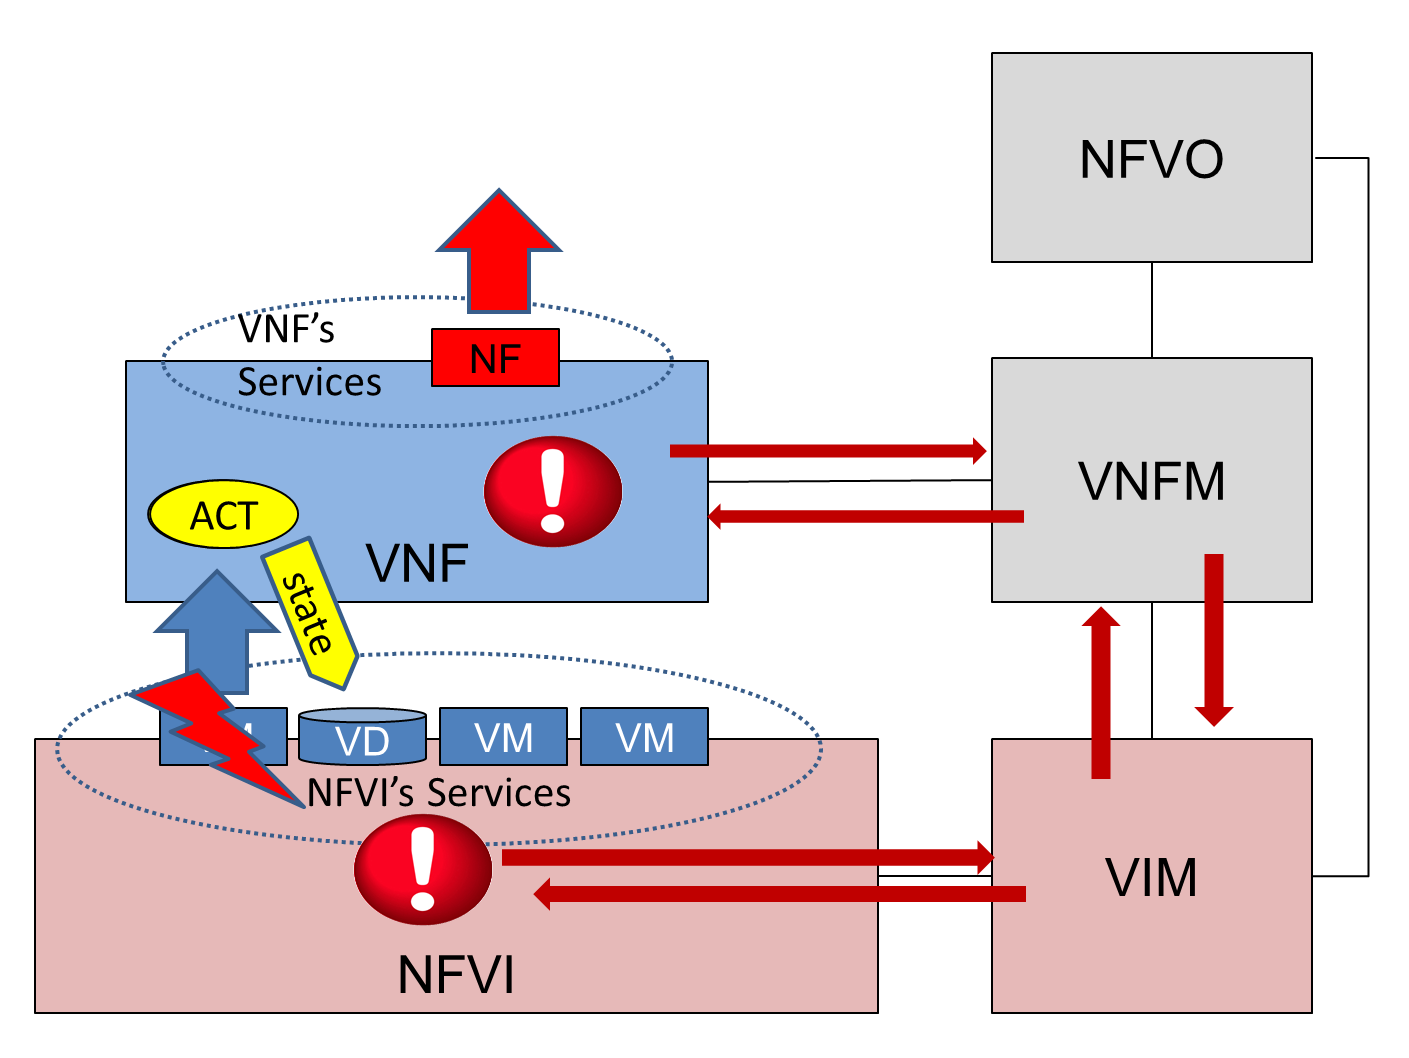 NFVO
VNF's
Services
NF
VNFM
ACT
VNF
state
VD
VM
VM
NFVI's Services
VIM
NFVI